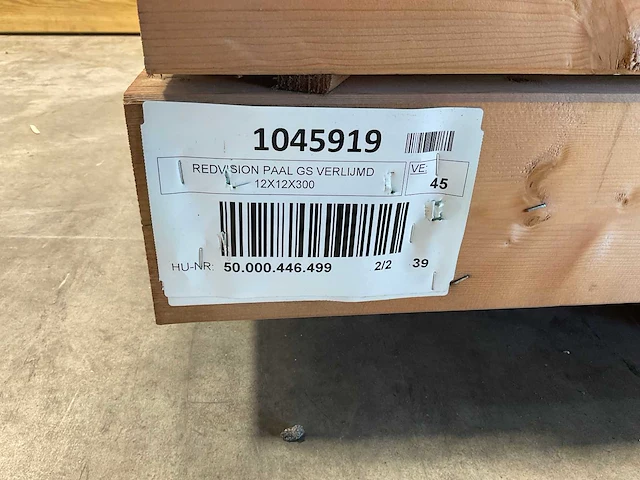 1045919
REDVISION PAAL GS VERLIJMD
12X12X300
VE:
45
HU-NR: 50.000.446.499 2/2 39